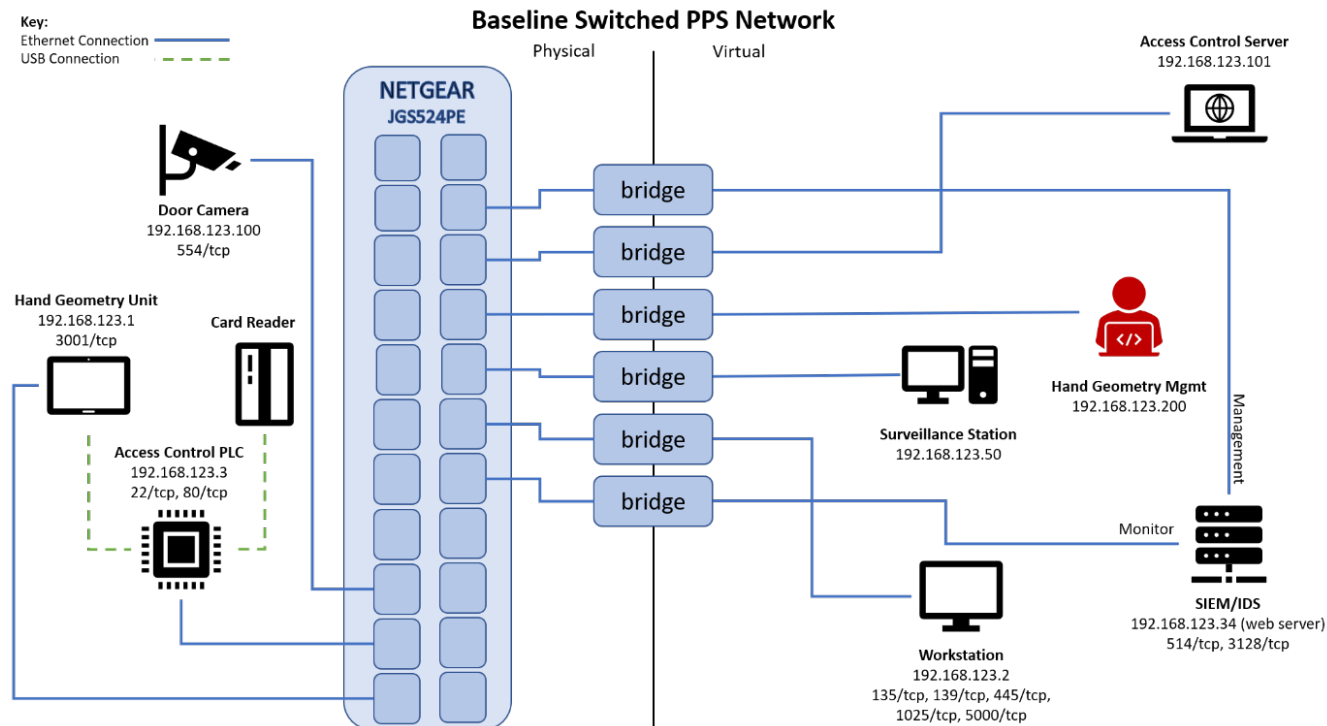 Baseline Switched PPS Network
Key:
Ethernet Connection
USB Connection
Physical
Virtual
NETGEAR
JGS524PE
Door Camera
192.168.123.100
554/tcp
Hand Geometry Unit
192.168.123.1
3001/tcp
Card Reader
Access Control PLC
192.168.123.3
22/tcp, 80/tcp
bridge
bridge
bridge
bridge
bridge
bridge
Access Control Server
192.168.123.101
</>
Hand Geometry Mgmt
192.168.123.200
Surveillance Station
192.168.123.50
Management
Monitor
SIEM/IDS
192.168.123.34 (web server)
514/tcp, 3128/tcp
Workstation
192.168.123.2
135/tcp, 139/tcp, 445/tcp,
1025/tcp, 5000/tcp